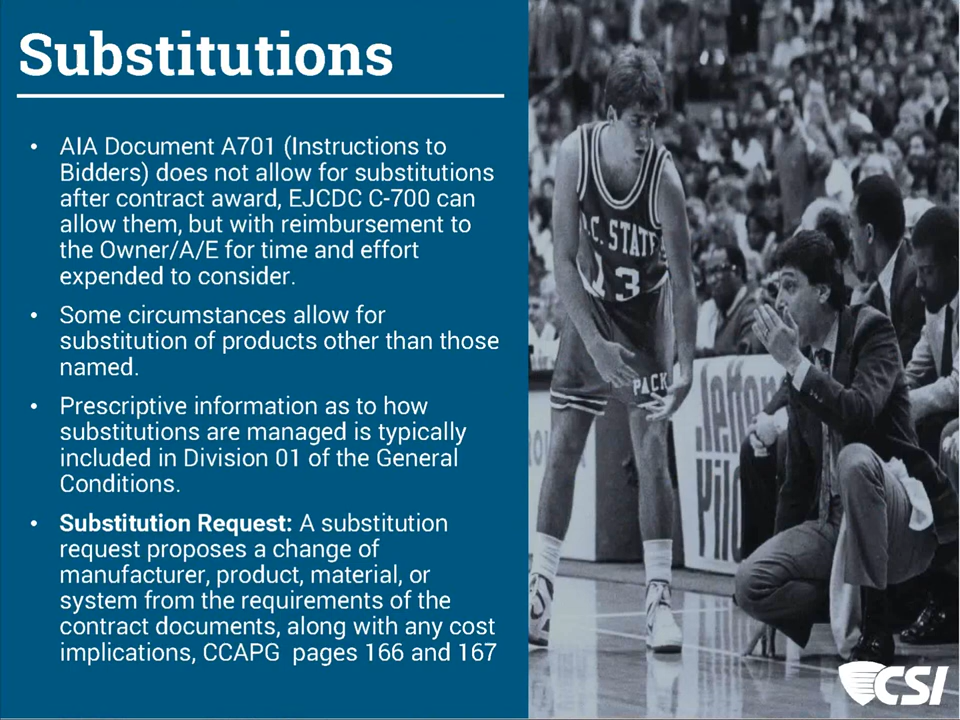 Substitutions
• AIA Document A701 (Instructions to
Bidders) does not allow for substitutions
after contract award, EJCDC C-700 can
allow them, but with reimbursement to
the Owner/A/E for time and effort
expended to consider.
• Some circumstances allow for
substitution of products other than those
named.
• Prescriptive information as to how
substitutions are managed is typically
included in Division 01 of the General
Conditions.
• Substitution Request: A substitution
request proposes a change of
manufacturer, product, material, or
system from the requirements of the
contract documents, along with any cost
implications, CCAPG pages 166 and 167
.C. STATE
13
PACK
CSI